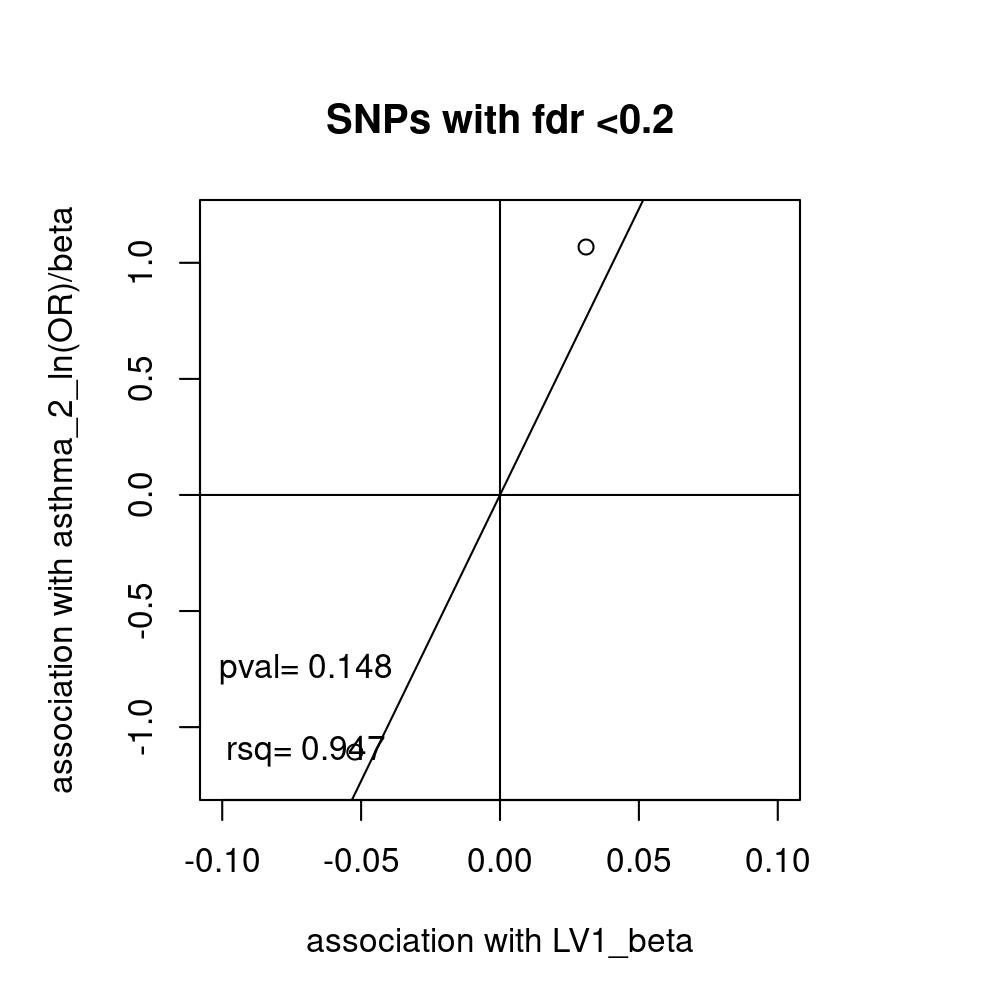 SNPs with fdr <0.2
association with asthma_2_ln(OR)/beta
1.0
0.5
0.0
-0.5
-1.0
pval= 0.148
rsq= 0.947
-0.10 -0.05 0.00 0.05 0.10
association with LV1_beta